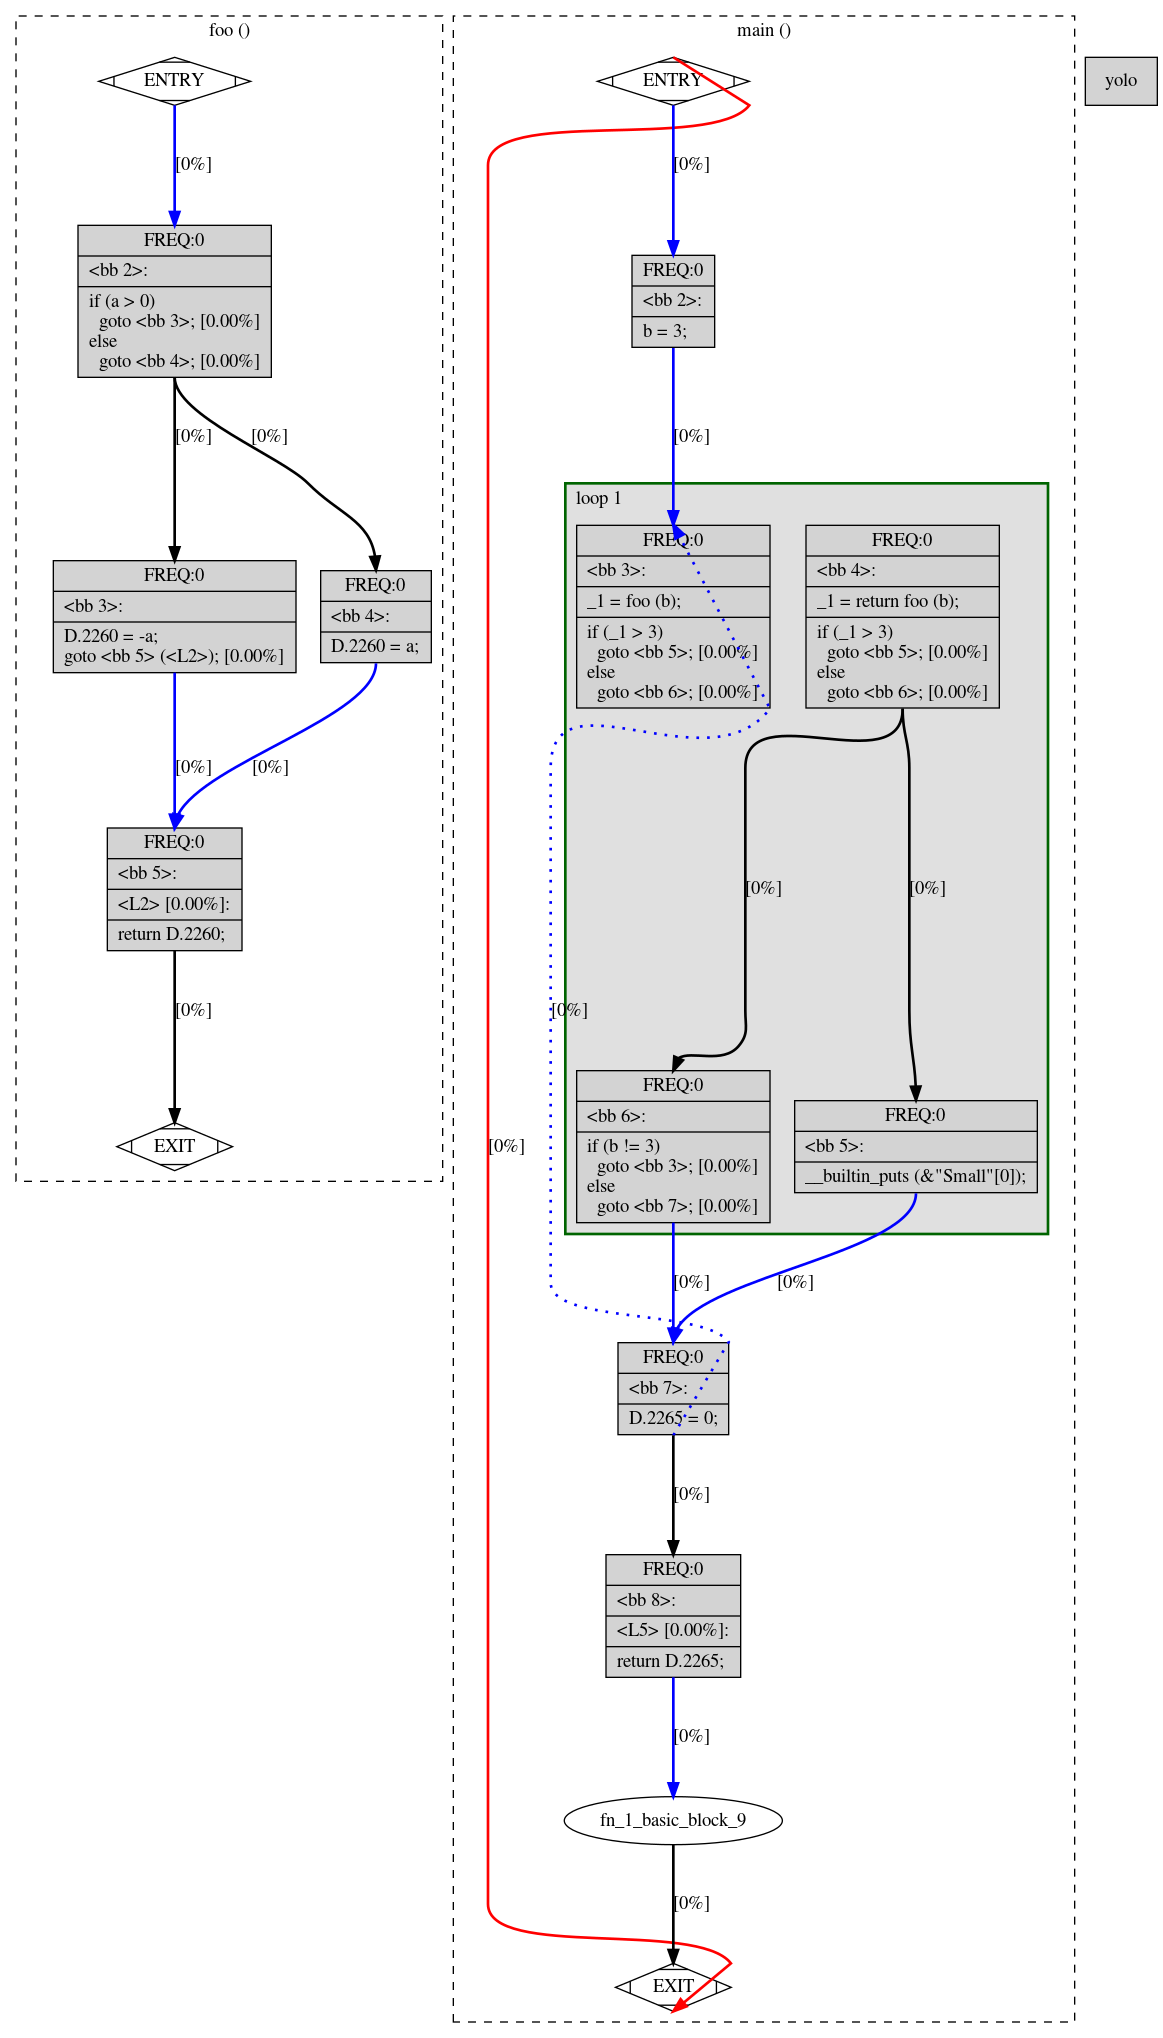 foo ()
ENTRY
[0%]
FREQ:0
<bb 2>:
if (a > 0)
goto <bb 3>; [0.00%]
else
goto <bb 4>; [0.00%]
[0%]
[0%]
FREQ:0
<bb 3>:
D.2260 = -a;
goto <bb 5> (<L2>); [0.00%]
FREQ:0
<bb 4>:
D.2260 = a;
[0%]
[0%]
FREQ:0
<bb 5>:
<L2> [0.00%]:
return D.2260;
[0%]
EXIT
main ()
ENTRY
[0%]
FREQ:0
<bb 2>:
b = 3;
[0%]
loop 1
FREQ:0
<bb 3>:
_1 = foo (b);
if (_1 > 3)
goto <bb 5>; [0.00%]
else
goto <bb 6>; [0.00%]
FREQ:0
<bb 4>:
_1 = return foo (b);
if (_1 > 3)
goto <bb 5>; [0.00%]
else
goto <bb 6>; [0.00%]
[0%]
[0%]
[0%]
FREQ:0
<bb 6>:
if (b != 3)
goto <bb 3>; [0.00%]
else
goto <bb 7>; [0.00%]
FREQ:0
<bb 5>:
__builtin_puts (&"Small"[0]);
[0%]
[0%]
[0%]
FREQ:0
<bb 7>:
D.2265 = 0;
[0%]
FREQ:0
<bb 8>:
<L5> [0.00%]:
return D.2265;
[0%]
fn_1_basic_block_9
[0%]
EXIT
yolo